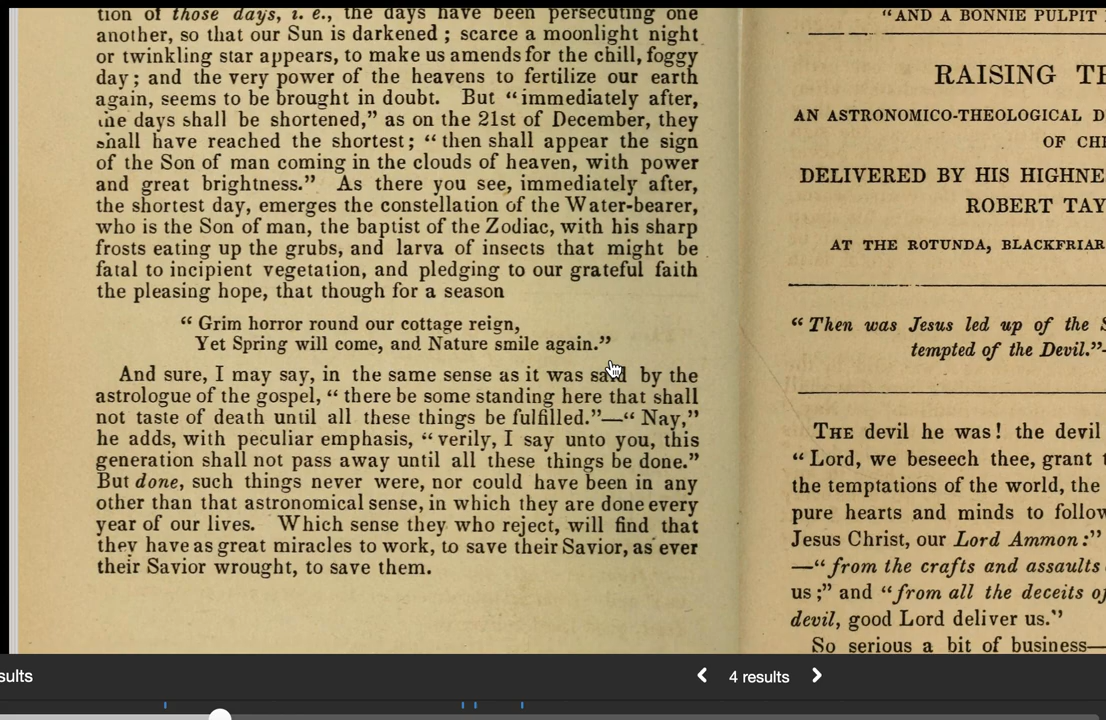 tion of those days, i. e., the days have been persecuting one
another, so that our Sun is darkened ; scarce a moonlight night
or twinkling star appears, to make us amends for the chill, foggy
day ; and the very power of the heavens to fertilize our earth
again, seems to be brought in doubt. But “ immediately after,
the days shall be shortened,” as on the 21st of December, they
shall have reached the shortest ; “ then shall appear the sign
of the Son of man coming in the clouds of heaven, with power
and great brightness.” As there you see, immediately after,
the shortest day, emerges the constellation of the Water-bearer,
who is the Son of man, the baptist of the Zodiac, with his sharp
frosts eating up the grubs, and larva of insects that might be
fatal to incipient vegetation, and pledging to our grateful faith
the pleasing hope, that though for a season
“ Grim horror round our cottage reign,
Yet Spring will come, and Nature smile again.”
And sure, I may say, in the same sense as it was said by the
astrologue of the gospel, “ there be some standing here that shall
not taste of death until all these things be fulfilled.”—“ Nay,”
he adds, with peculiar emphasis, “ verily, I say unto you, this
generation shall not pass away until all these things be done.”
But done, such things never were, nor could have been in any
other than that astronomical sense, in which they are done every
year of our lives. Which sense they who reject, will find that
they have as great miracles to work, to save their Savior, as ever
their Savior wrought, to save them.
“AND A BONNIE PULPIT
RAISING TH
AN ASTRONOMICO-THEOLOGICAL D
OF CH
DELIVERED BY HIS HIGHNE
ROBERT TAY
AT THE ROTUNDA, BLACKFRIAR
“ Then was Jesus led up of the S
tempted of the Devil.”—
THE devil he was ! the devil
“ Lord, we beseech thee, grant t
the temptations of the world, the
pure hearts and minds to follow
Jesus Christ, our Lord Ammon :”
—“ from the crafts and assaults
us ;” and “ from all the deceits of
devil, good Lord deliver us.”
So serious a bit of business—
sults
4 results